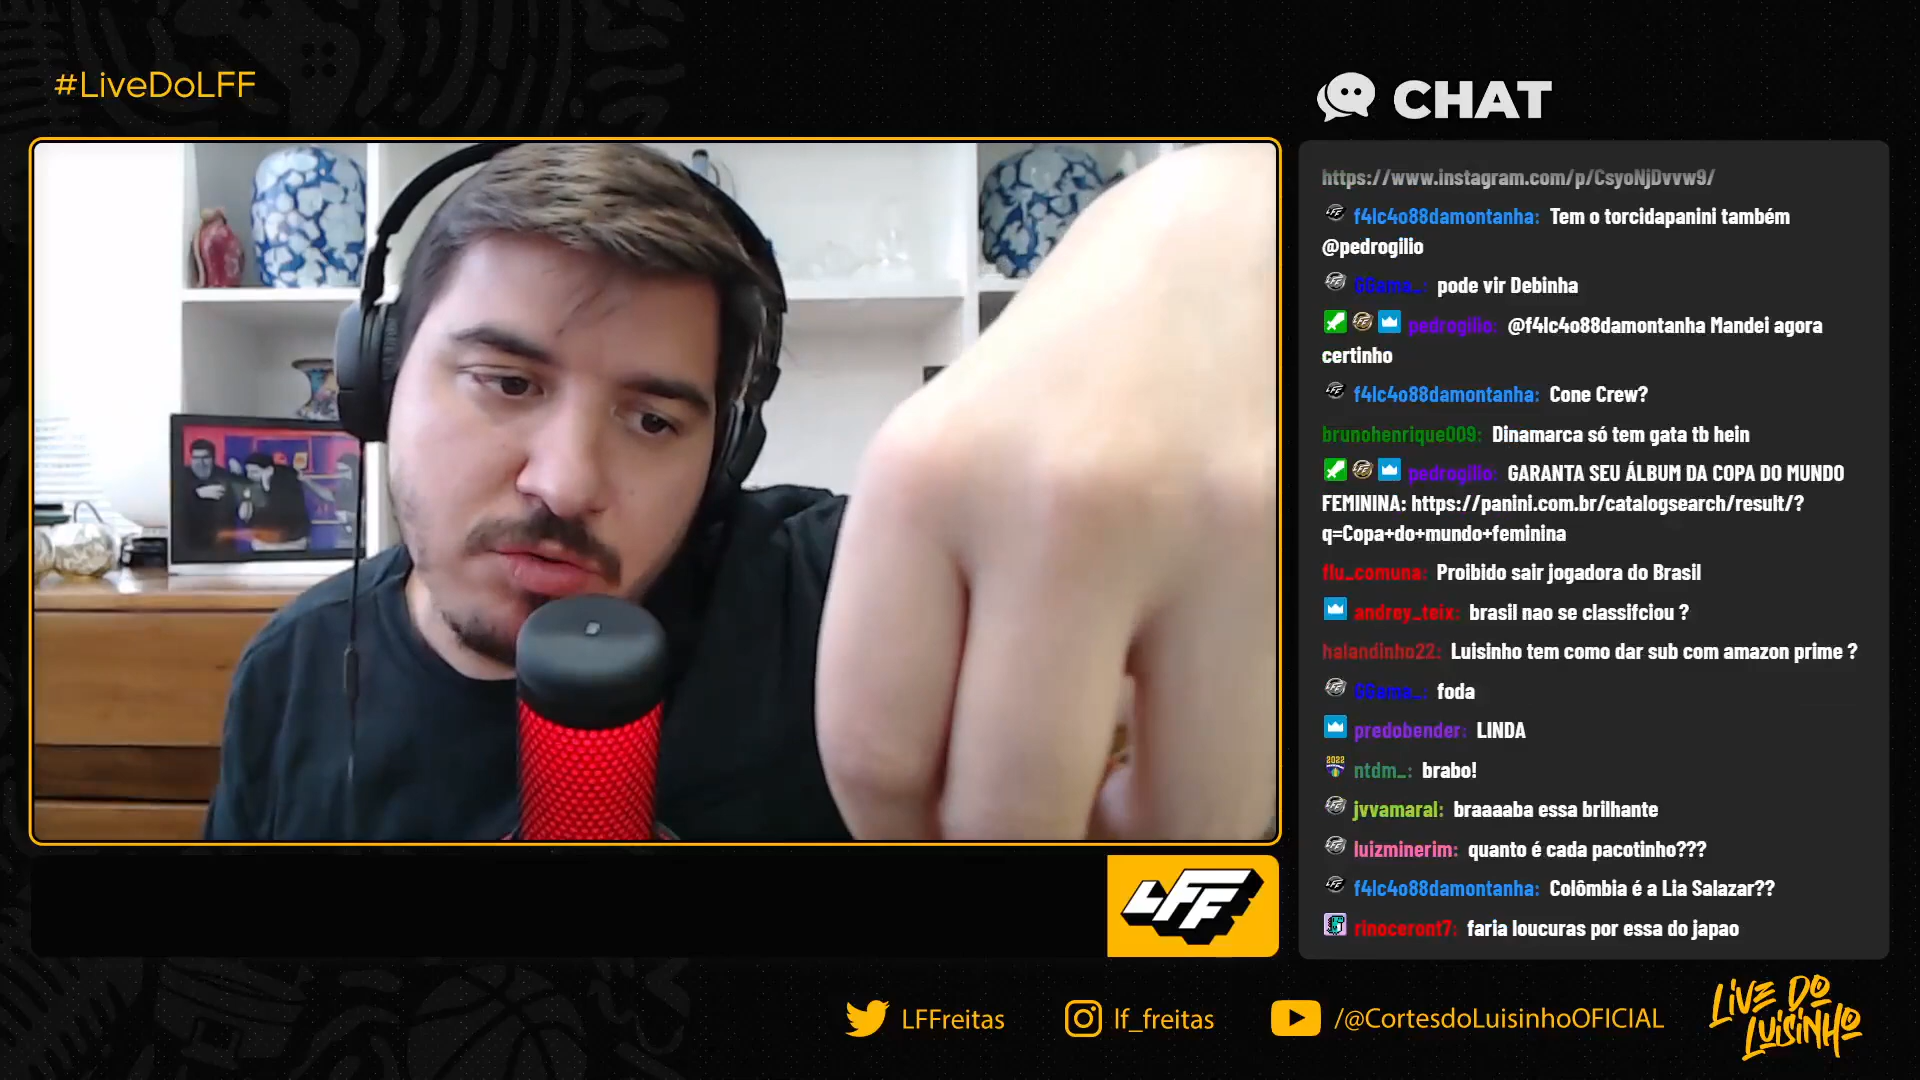 #LiveDoLFF
CHAT
https://www.instagram.com/p/CsyoNjDvvw9/
f4lc4o88damontanha: Tem o torcidapanini também
@pedrogilio
GGama_: pode vir Debinha
pedrogilio: @f4lc4o88damontanha Mandei agora
certinho
f4lc4o88damontanha: Cone Crew?
brunohenrique009: Dinamarca só tem gata tb hein
pedrogilio: GARANTA SEU ÁLBUM DA COPA DO MUNDO
FEMININA: https://panini.com.br/catalogsearch/result/?
q=Copa+do+mundo+feminina
flu_comuna: Proibido sair jogadora do Brasil
andrey_teix: brasil nao se classifciou ?
halandinho22: Luisinho tem como dar sub com amazon prime ?
GGama_: foda
predobender: LINDA
2022
ntdm_: brabo!
jvvamaral: braaaaba essa brilhante
luizminerim: quanto é cada pacotinho???
f4lc4o88damontanha: Colômbia é a Lia Salazar??
rinoceront7: faria loucuras por essa do japao
LFF
LFFreitas
lf_freitas
/@CortesdoLuisinhoOFICIAL
LIVE DO
LUISINHO